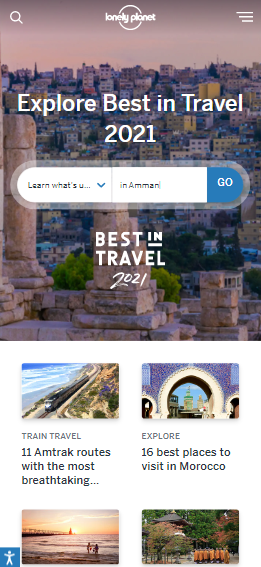 lonely planet
Explore Best in Travel
2021
Learn what's u...
in Amman
GO
BEST IN
TRAVEL
2021
TRAIN TRAVEL
11 Amtrak routes
with the most
breathtaking...
EXPLORE
16 best places to
visit in Morocco